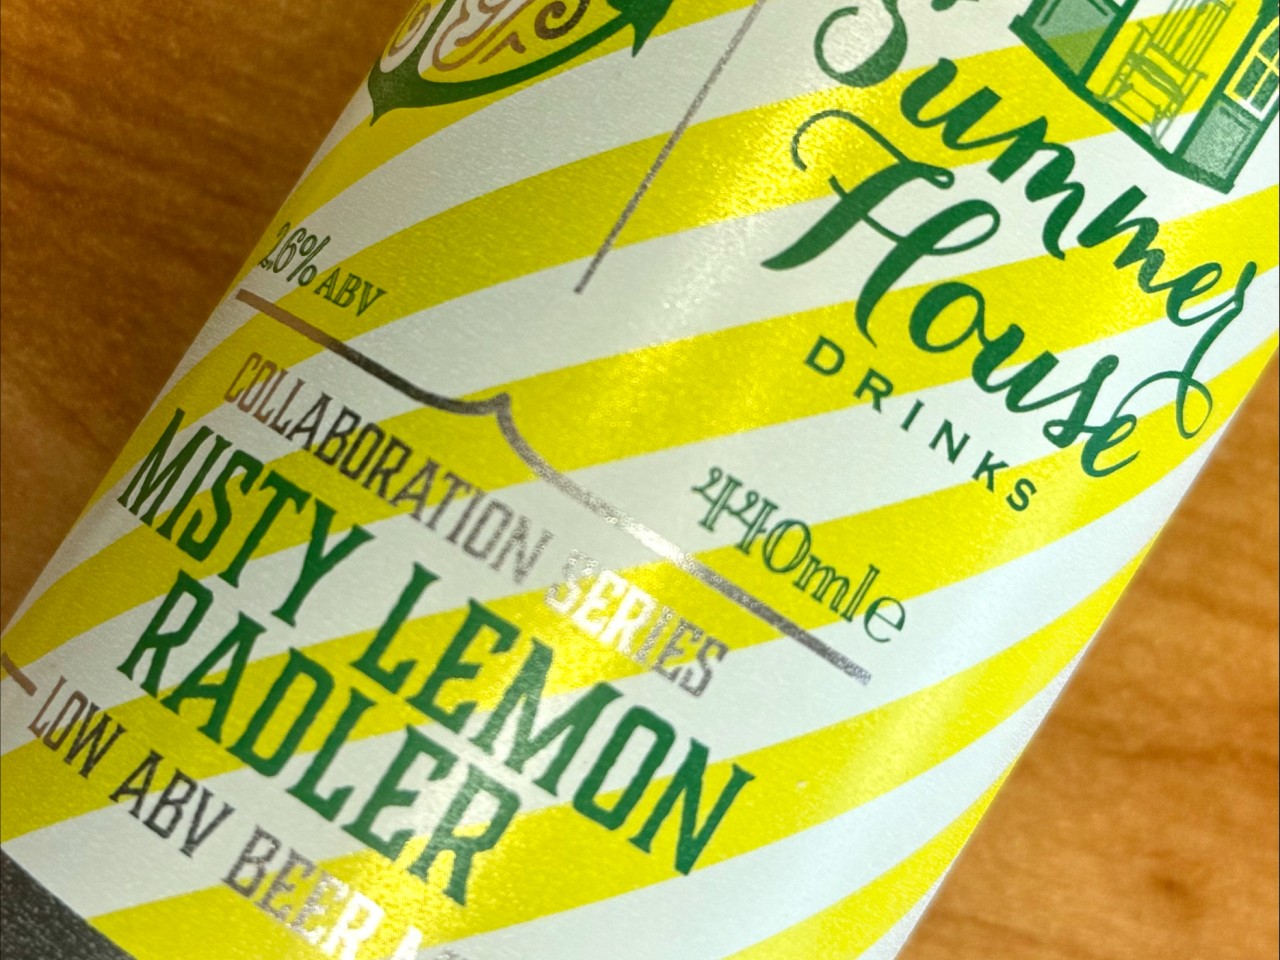 Summer
House
DRINKS
2.6% ABV
440ml e
COLLABORATION SERIES
MISTY LEMON
RADLER
LOW ABV BEER